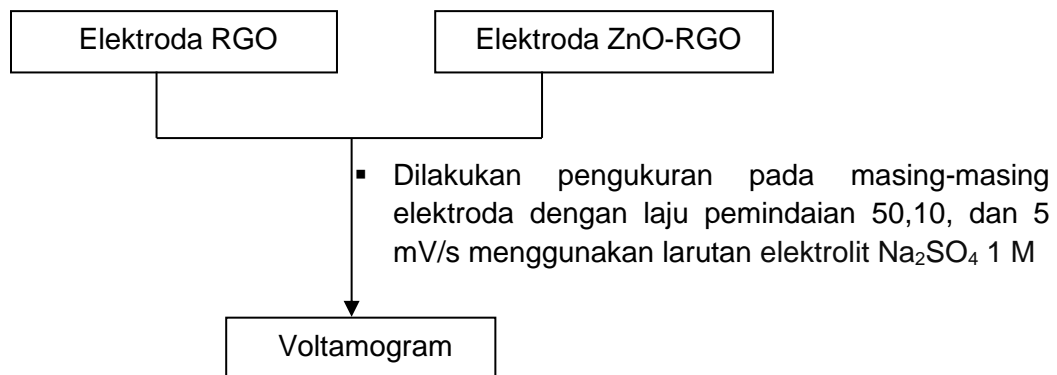 Elektroda RGO
Elektroda ZnO-RGO
▪ Dilakukan pengukuran pada masing-masing
elektroda dengan laju pemindaian 50,10, dan 5
mV/s menggunakan larutan elektrolit Na₂SO₄ 1 M
Voltamogram